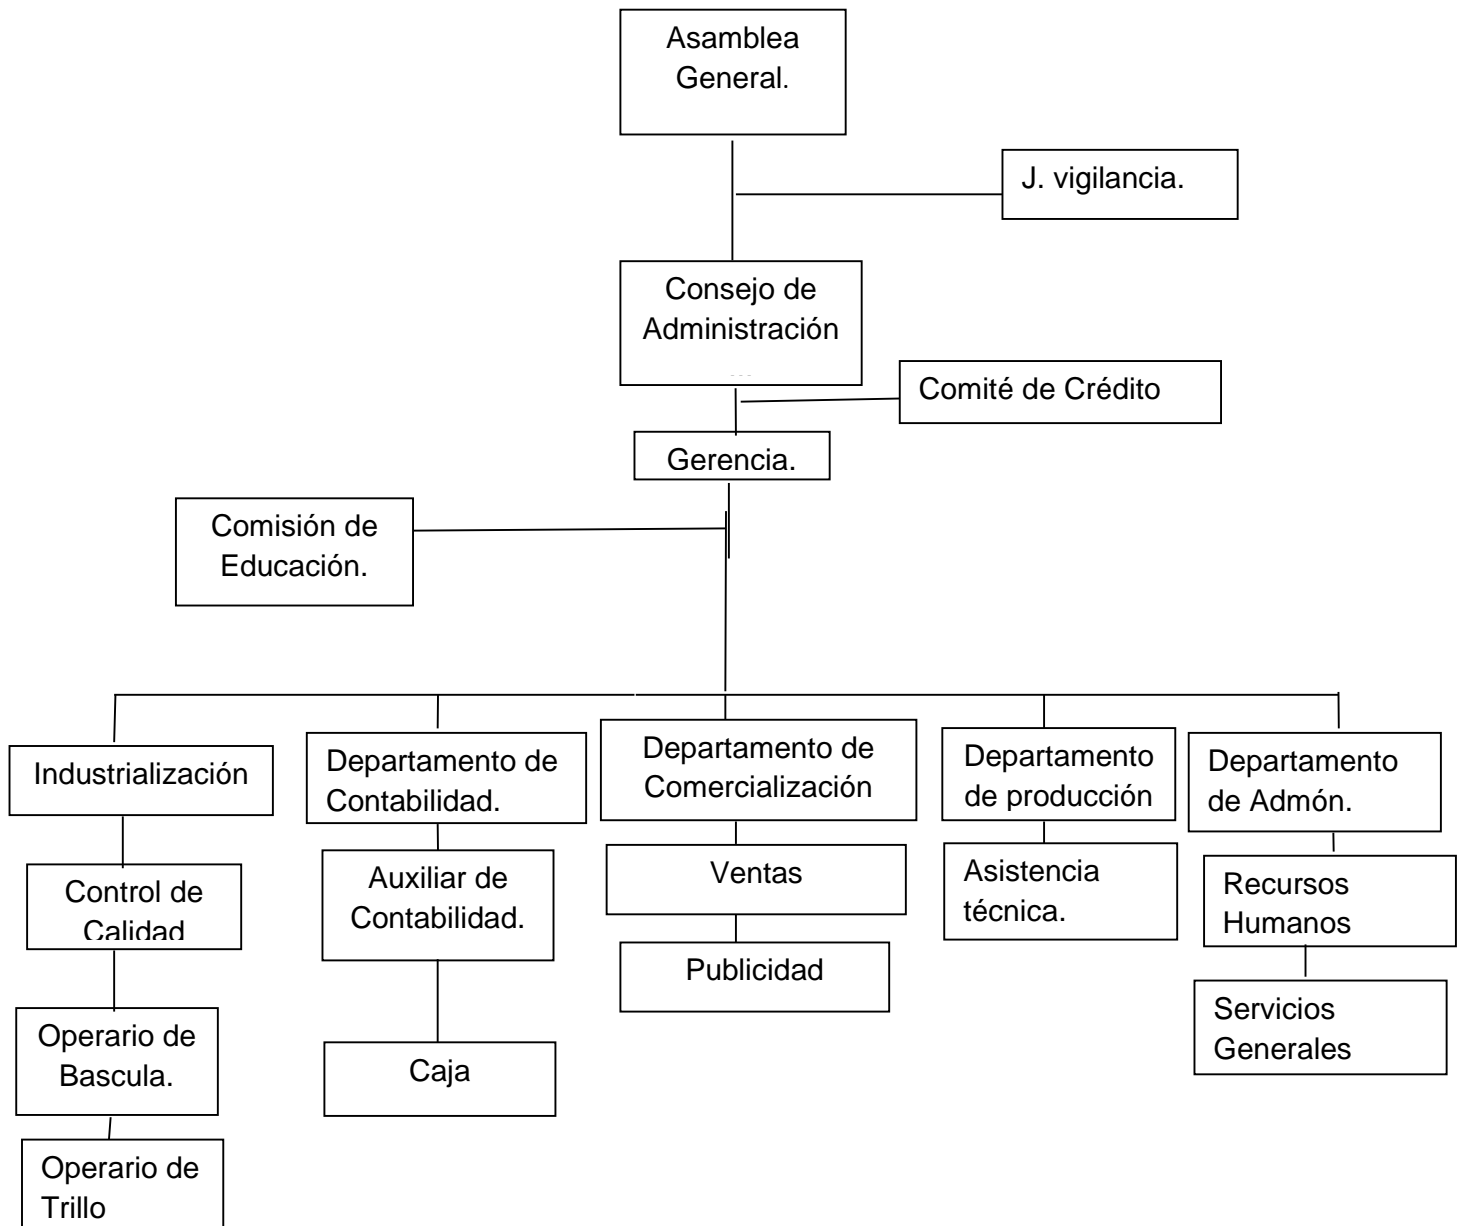 Asamblea
General.
J. vigilancia.
Consejo de
Administración
Comité de Crédito
Gerencia.
Comisión de
Educación.
Industrialización
Departamento de
Contabilidad.
Departamento de
Comercialización
Departamento
de producción
Departamento
de Admón.
Control de
Calidad
Auxiliar de
Contabilidad.
Ventas
Asistencia
técnica.
Recursos
Humanos
Publicidad
Operario de
Bascula.
Caja
Servicios
Generales
Operario de
Trillo